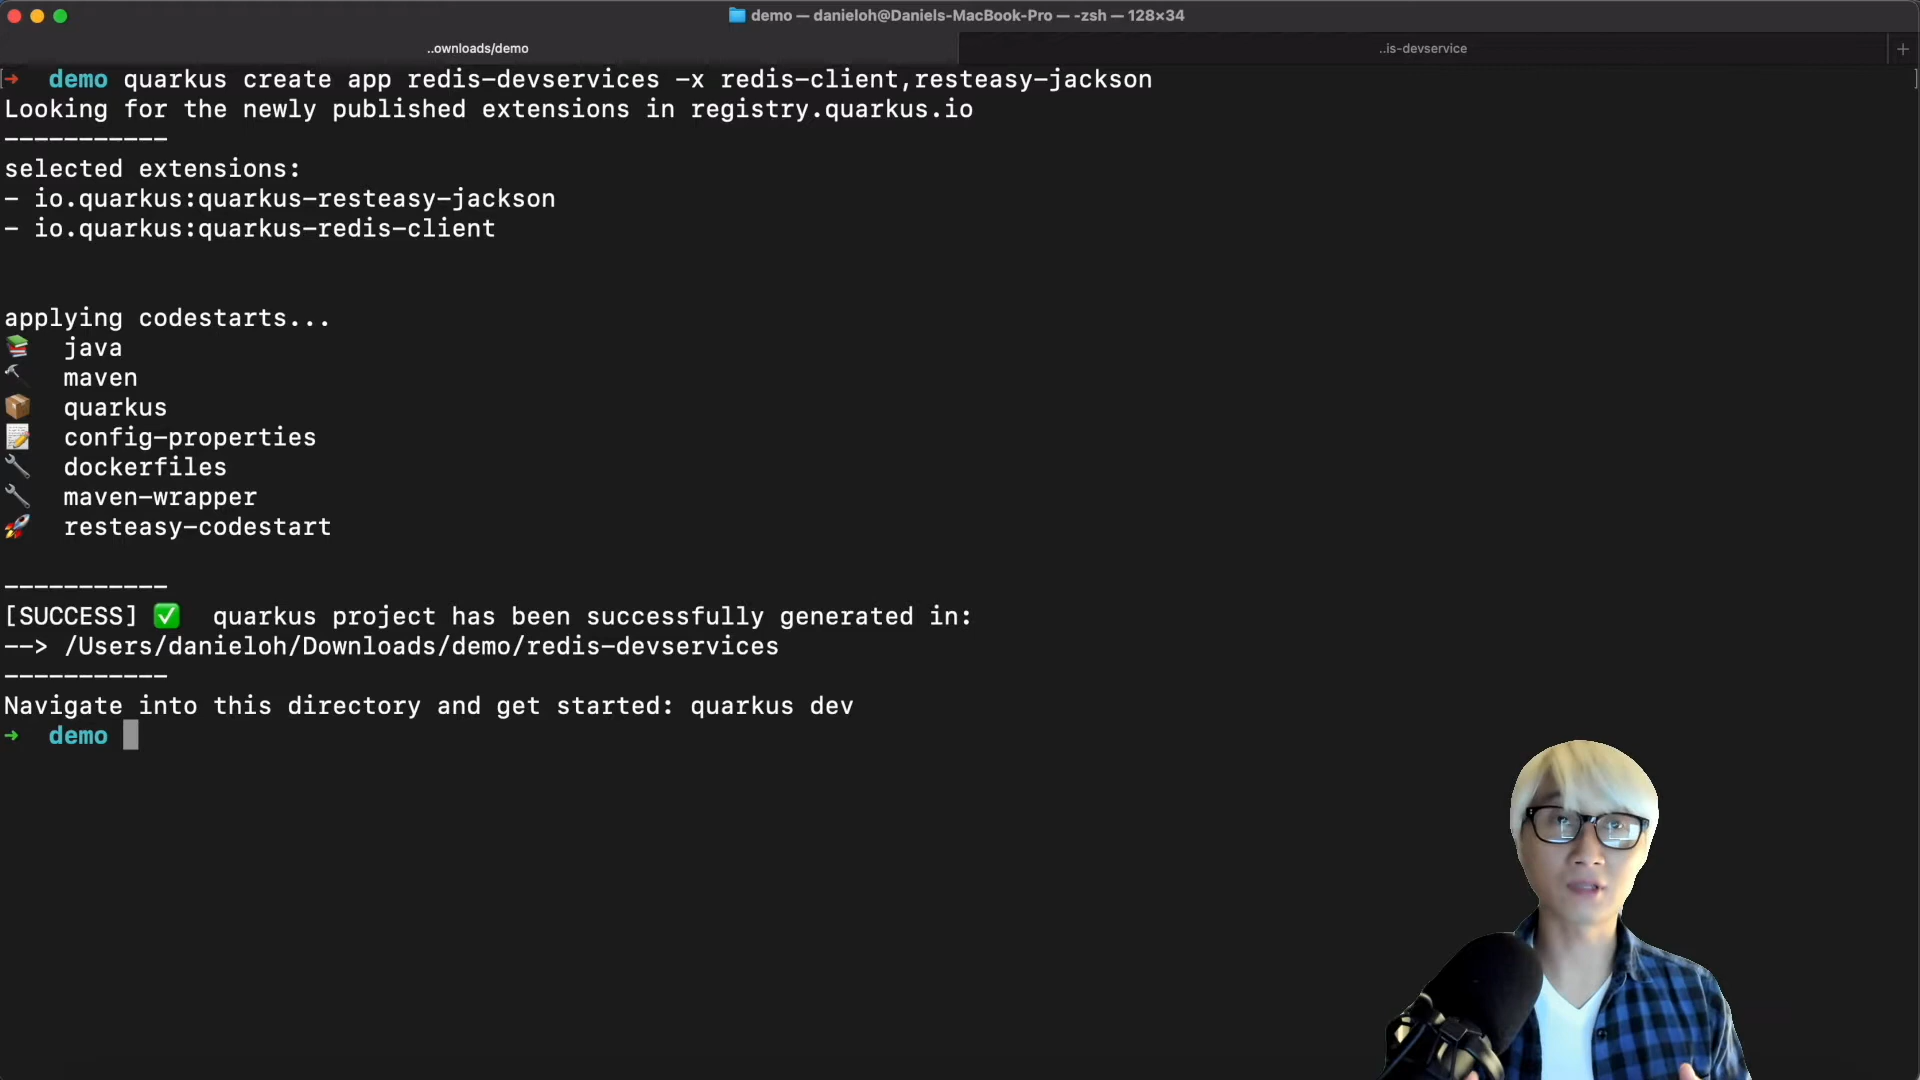 demo — danieloh@Daniels-MacBook-Pro — -zsh — 128×34
..ownloads/demo
..is-devservice
→ demo quarkus create app redis-devservices -x redis-client,resteasy-jackson
Looking for the newly published extensions in registry.quarkus.io
-----------
selected extensions:
- io.quarkus:quarkus-resteasy-jackson
- io.quarkus:quarkus-redis-client
applying codestarts...
java
maven
quarkus
config-properties
dockerfiles
maven-wrapper
resteasy-codestart
-----------
[SUCCESS] ✅ quarkus project has been successfully generated in:
--> /Users/danieloh/Downloads/demo/redis-devservices
-----------
Navigate into this directory and get started: quarkus dev
→ demo